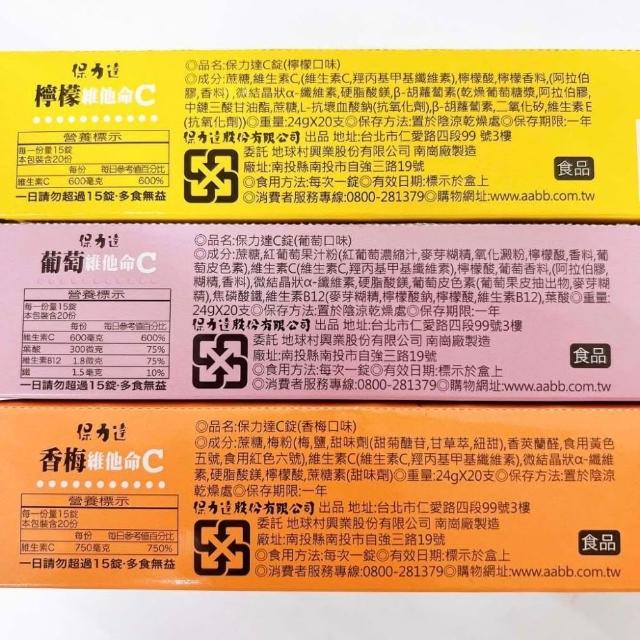 保力達
檸檬維他命C
營養標示
每一份量15錠
本包裝含20份
每份 每日參考值百分比
維生素C 600毫克 600%
一日請勿超過15錠·多食無益
◎品名:保力達C錠(檸檬口味)
◎成分:蔗糖,維生素C,(維生素C,羥丙基甲基纖維素),檸檬酸,檸檬香料,(阿拉伯
膠,香料),微結晶狀α-纖維素,硬脂酸鎂,β-胡蘿蔔素(乾燥葡萄糖漿,阿拉伯膠,
中鏈三酸甘油酯,蔗糖,L-抗壞血酸鈉(抗氧化劑),β-胡蘿蔔素,二氧化矽,維生素E
(抗氧化劑))◎重量:24gX20支◎保存方法:置於陰涼乾燥處◎保存期限:一年
保力達股份有限公司 出品 地址:台北市仁愛路四段99 號3樓
委託 地球村興業股份有限公司 南崗廠製造
廠址:南投縣南投市自強三路19號
◎食用方法:每次一錠◎有效日期:標示於盒上
◎消費者服務專線:0800-281379◎購物網址:www.aabb.com.tw
食品
保力達
葡萄維他命C
營養標示
每一份量15錠
本包裝含20份
每份 每日參考值百分比
維生素C 600毫克 600%
葉酸 300微克 75%
維生素B12 1.8微克 75%
鐵 1.5毫克 10%
一日請勿超過15錠·多食無益
◎品名:保力達C錠(葡萄口味)
◎成分:蔗糖,紅葡萄果汁粉(紅葡萄濃縮汁,麥芽糊精,氧化澱粉,檸檬酸,香料,葡
萄皮色素),維生素C(維生素C,羥丙基甲基纖維素),檸檬酸,葡萄香料,(阿拉伯膠,
糊精,香料),微結晶狀α-纖維素,硬脂酸鎂,葡萄皮色素(葡萄果皮抽出物,麥芽糊
精),焦磷酸鐵,維生素B12(麥芽糊精,檸檬酸鈉,檸檬酸,維生素B12),葉酸◎重量:
24gX20支◎保存方法:置於陰涼乾燥處◎保存期限:一年
保力達股份有限公司 出品 地址:台北市仁愛路四段99號3樓
委託 地球村興業股份有限公司 南崗廠製造
廠址:南投縣南投市自強三路19號
◎食用方法:每次一錠◎有效日期:標示於盒上
◎消費者服務專線:0800-281379◎購物網址:www.aabb.com.tw
食品
保力達
香梅維他命C
營養標示
每一份量15錠
本包裝含20份
每份 每日參考值百分比
維生素C 750毫克 750%
一日請勿超過15錠·多食無益
◎品名:保力達C錠(香梅口味)
◎成分:蔗糖,梅粉(梅,鹽,甜味劑(甜菊醣苷,甘草萃,紐甜),香莢蘭醛,食用黃色
五號,食用紅色六號),維生素C(維生素C,羥丙基甲基纖維素),微結晶狀α-纖維
素,硬脂酸鎂,檸檬酸,蔗糖素(甜味劑)◎重量:24gX20支◎保存方法:置於陰涼
乾燥處◎保存期限:一年
保力達股份有限公司 出品 地址:台北市仁愛路四段99號3樓
委託 地球村興業股份有限公司 南崗廠製造
廠址:南投縣南投市自強三路19號
◎食用方法:每次一錠◎有效日期:標示於盒上
◎消費者服務專線:0800-281379◎購物網址:www.aabb.com.tw
食品